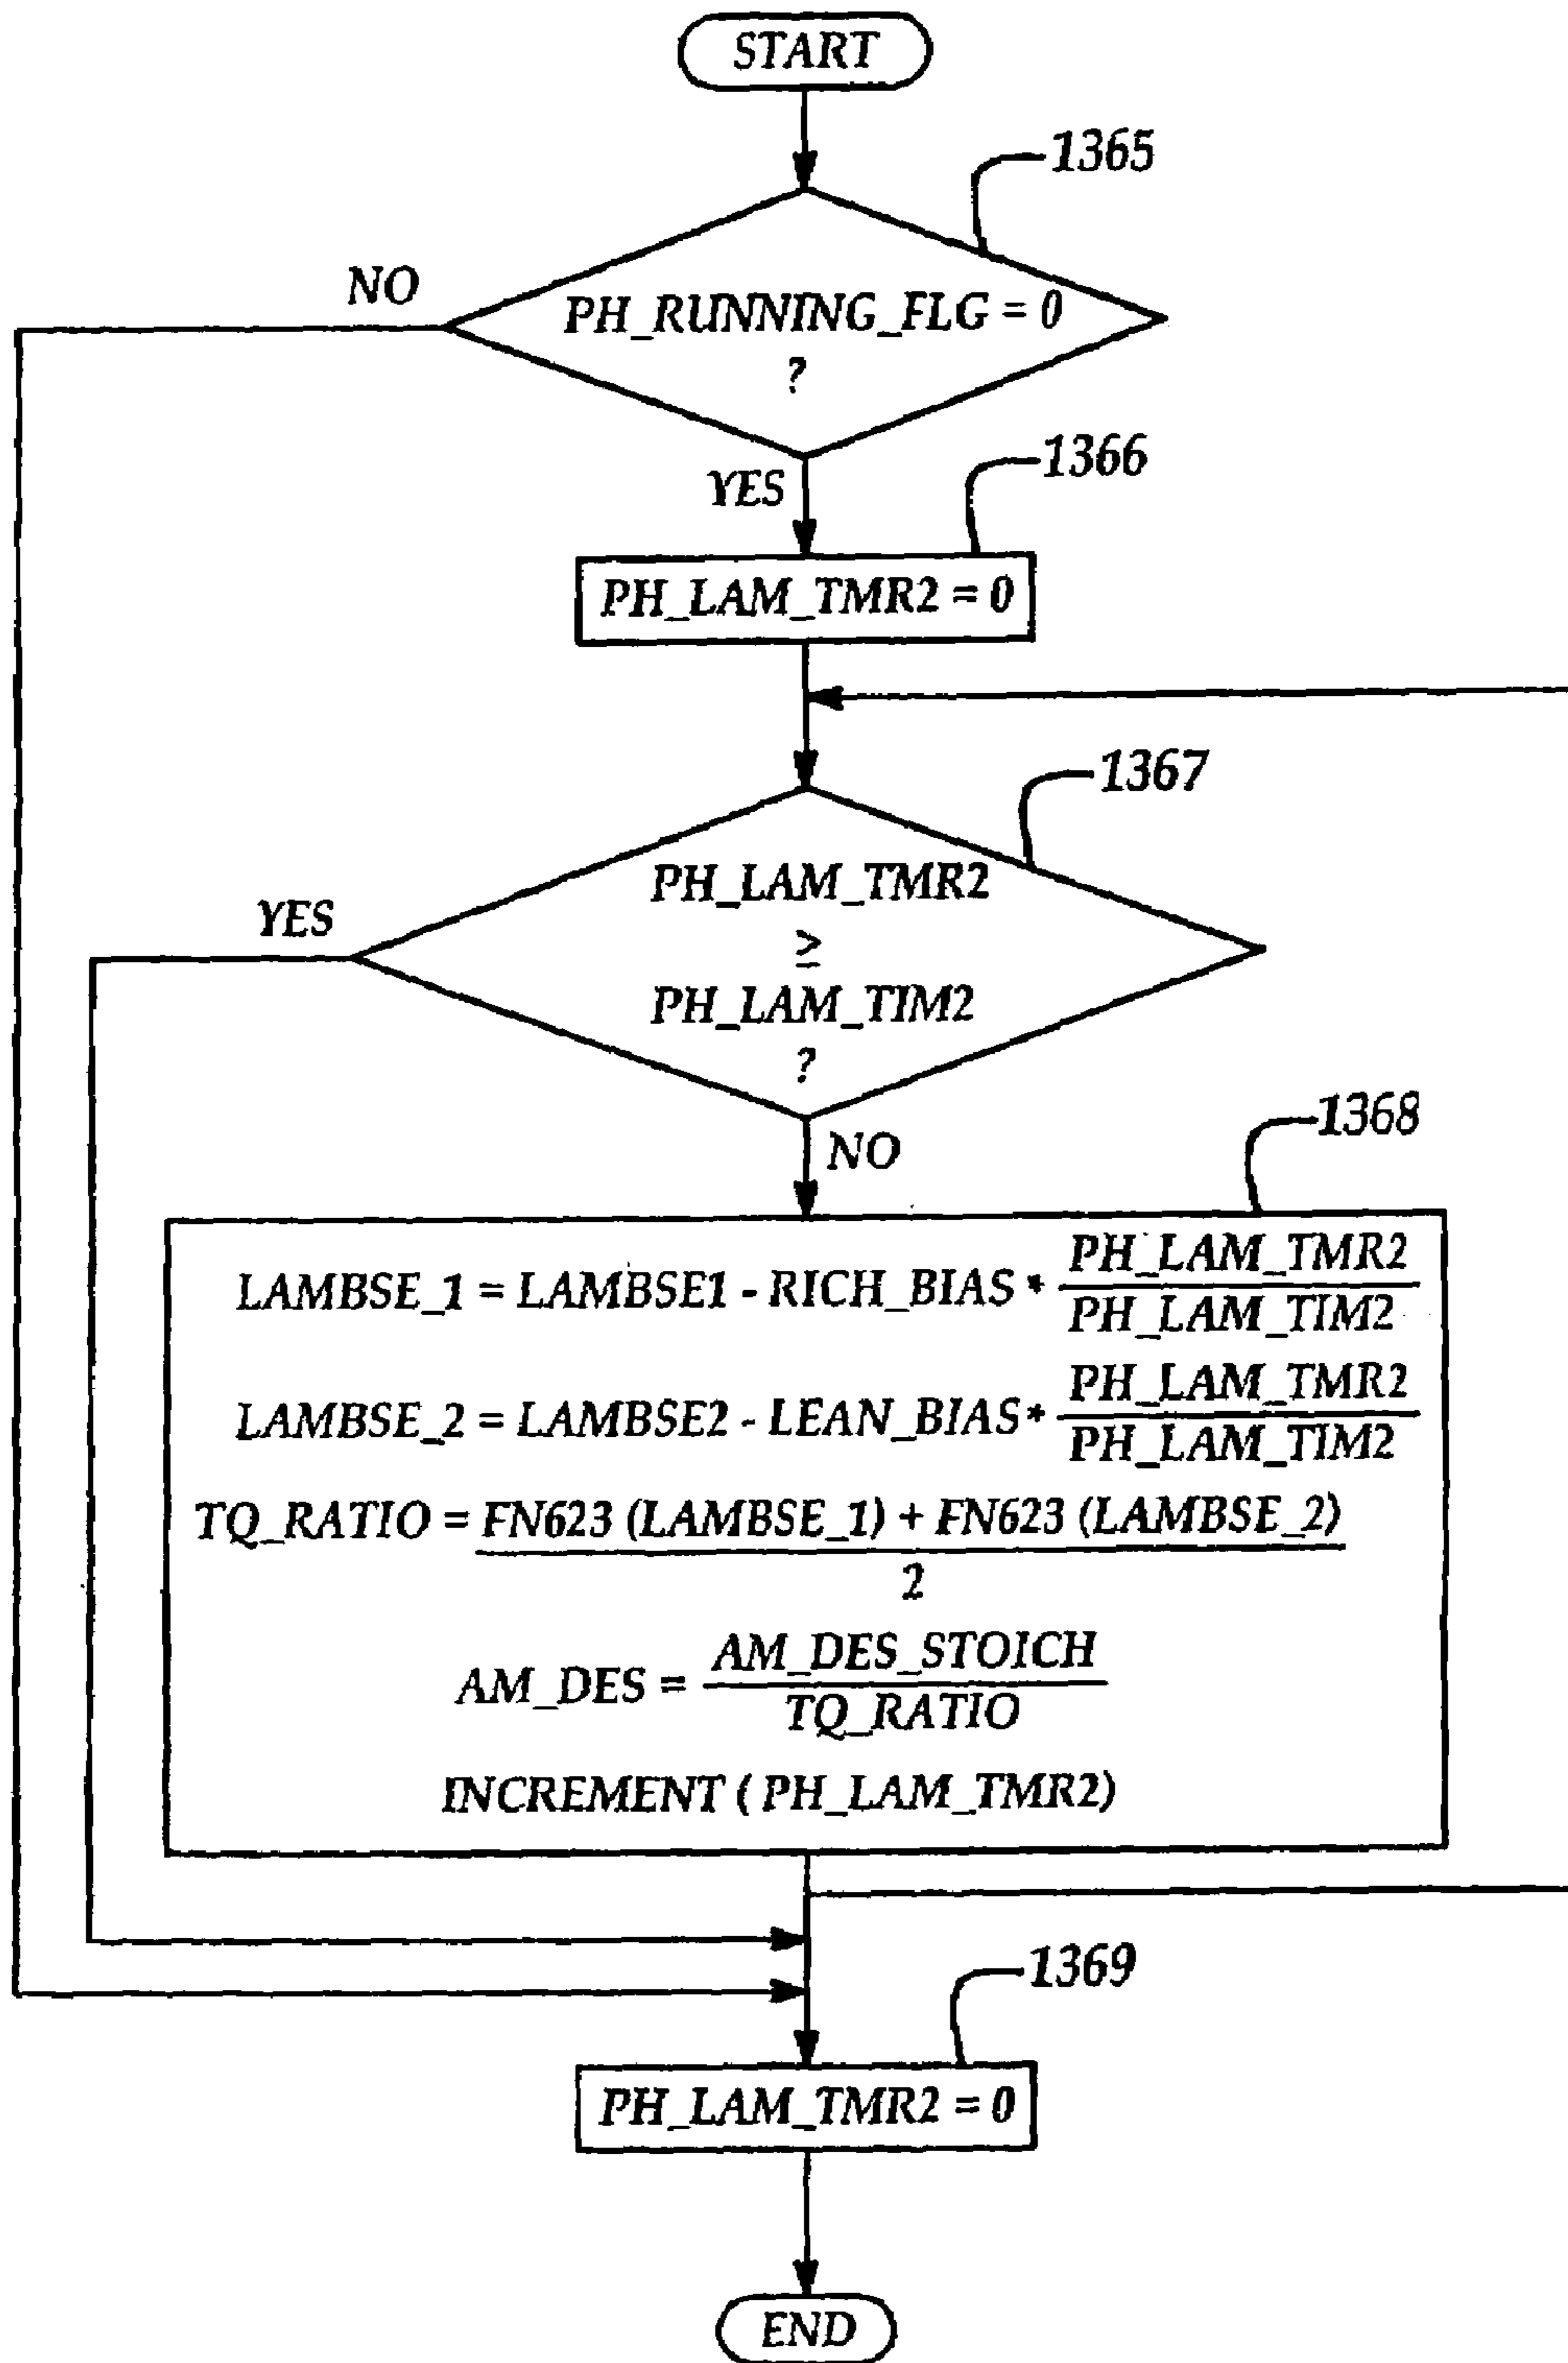 START
1365
NO
PH_RUNNING_FLG = 0
?
1366
YES
PH_LAM_TMR2 = 0
1367
YES
PH_LAM_TMR2
≥
PH_LAM_TIM2
?
NO
1368
LAMBSE_1 = LAMBSE1 - RICH_BIAS * PH_LAM_TMR2
PH_LAM_TIM2
LAMBSE_2 = LAMBSE2 - LEAN_BIAS * PH_LAM_TMR2
PH_LAM_TIM2
TQ_RATIO = FN623 (LAMBSE_1) + FN623 (LAMBSE_2)
2
AM_DES = AM_DES_STOICH
TQ_RATIO
INCREMENT ( PH_LAM_TMR2)
1369
PH_LAM_TMR2 = 0
END